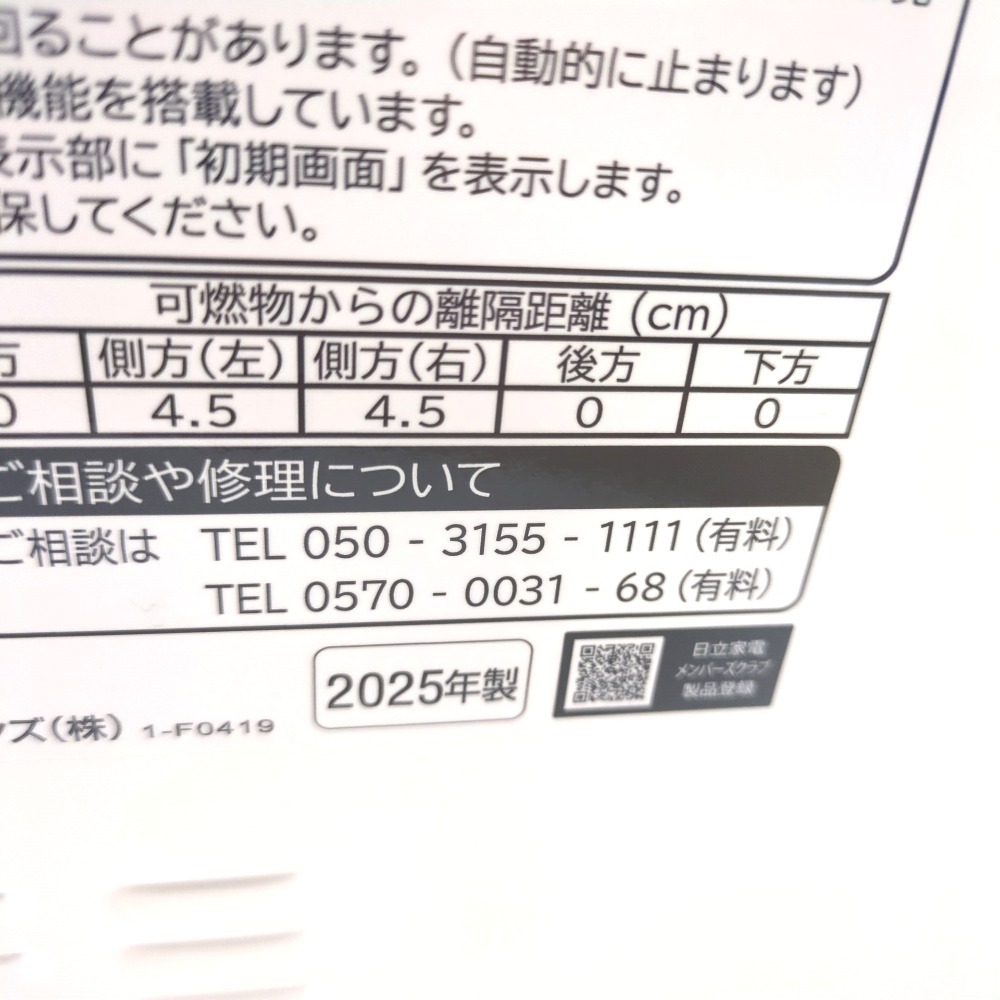 回ることがあります。（自動的に止まります）
機能を搭載しています。
表示部に「初期画面」を表示します。
保してください。
可燃物からの離隔距離（cm）
方 側方（左） 側方（右） 後方 下方
0 4.5 4.5 0 0
ご相談や修理について
ご相談は TEL 050 - 3155 - 1111（有料）
TEL 0570 - 0031 - 68（有料）
2025年製
日立家電
メンバーズクラブ
製品登録
ッズ（株） 1-F0419